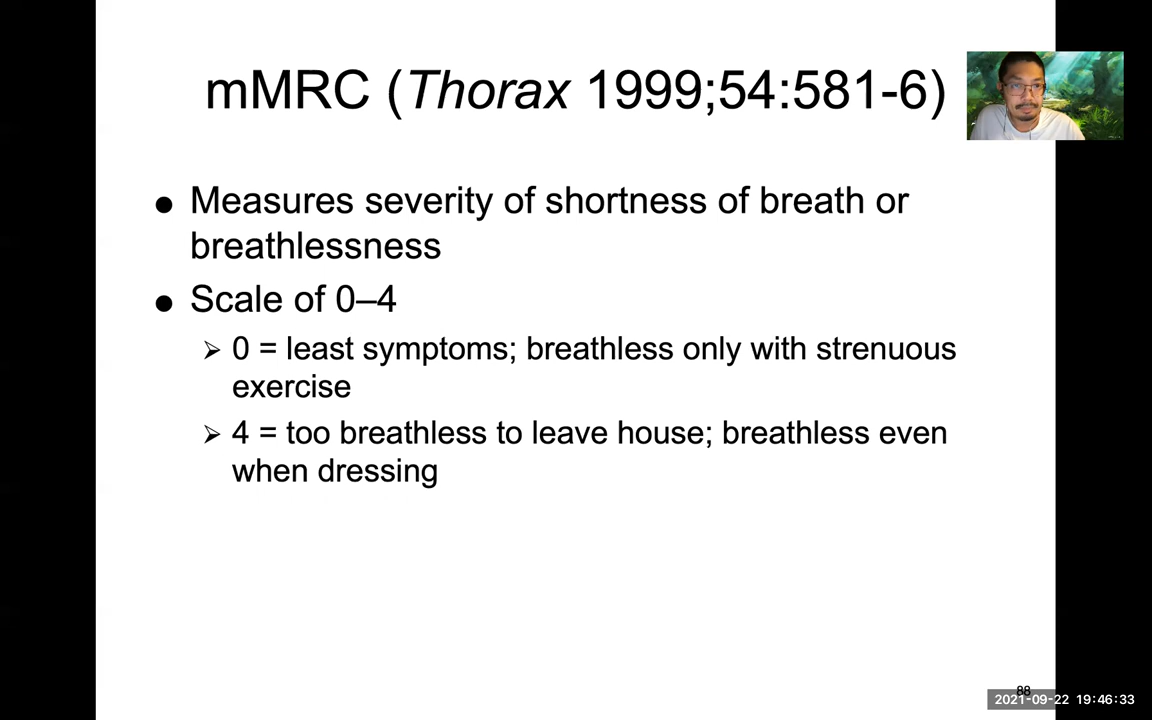 mMRC (Thorax 1999;54:581-6)
● Measures severity of shortness of breath or
breathlessness
● Scale of 0–4
➢ 0 = least symptoms; breathless only with strenuous
exercise
➢ 4 = too breathless to leave house; breathless even
when dressing
88
2021-09-22 19:46:33